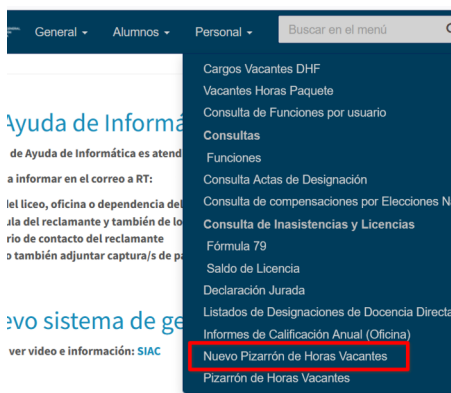 General Alumnos Personal Buscar en el menú
Cargos Vacantes DHF
Vacantes Horas Paquete
Consulta de Funciones por usuario
Consultas
Funciones
Consulta Actas de Designación
Consulta de compensaciones por Elecciones N
Consulta de Inasistencias y Licencias
Fórmula 79
Saldo de Licencia
Declaración Jurada
Listados de Designaciones de Docencia Direct
Informes de Calificación Anual (Oficina)
Nuevo Pizarrón de Horas Vacantes
Pizarrón de Horas Vacantes
Ayuda de Informá
de Ayuda de Informática es atend
a informar en el correo a RT:
del liceo, oficina o dependencia del
ula del reclamante y también de lo
rio de contacto del reclamante
o también adjuntar captura/s de pa
evo sistema de ge
ver video e información: SIAC